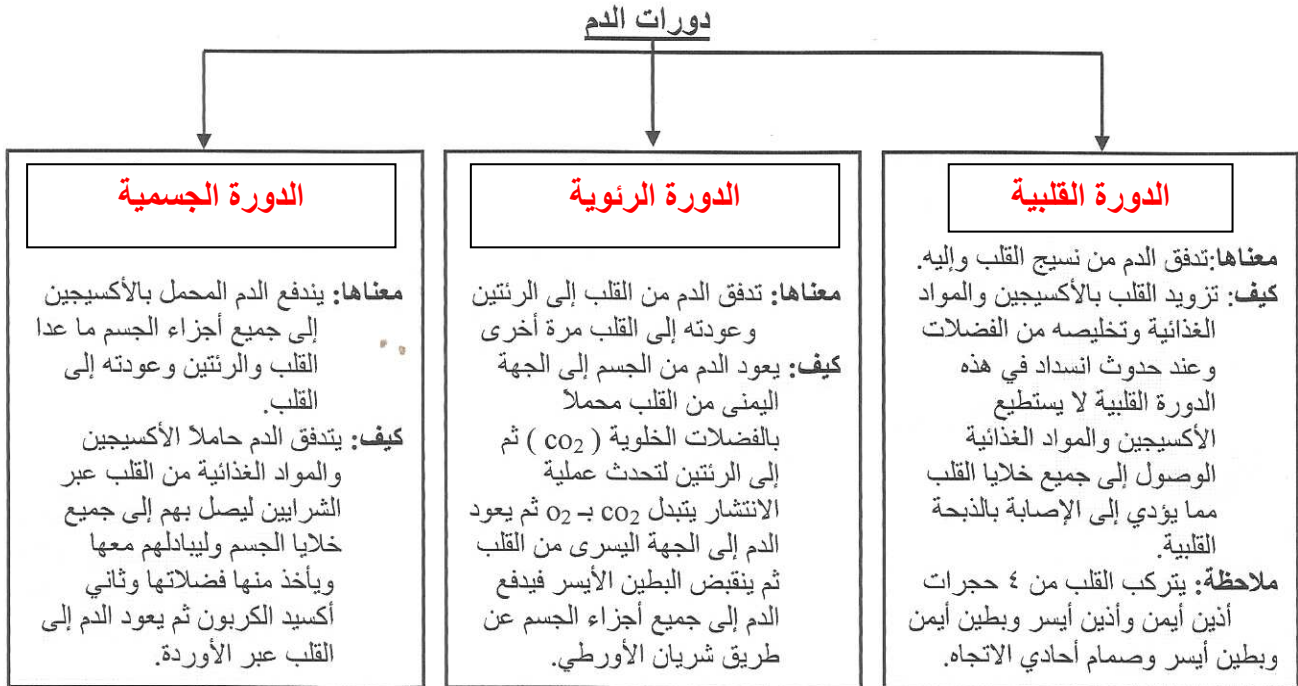 دورات الدم
الدورة القلبية
معناها:تدفق الدم من نسيج القلب وإليه.
كيف: تزويد القلب بالأكسيجين والمواد
الغذائية وتخليصه من الفضلات
وعند حدوث انسداد في هذه
الدورة القلبية لا يستطيع
الأكسيجين والمواد الغذائية
الوصول إلى جميع خلايا القلب
مما يؤدي إلى الإصابة بالذبحة
القلبية.
ملاحظة: يتركب القلب من ٤ حجرات
أذين أيمن وأذين أيسر وبطين أيمن
وبطين أيسر وصمام أحادي الاتجاه.
الدورة الرئوية
معناها: تدفق الدم من القلب إلى الرئتين
وعودته إلى القلب مرة أخرى
كيف: يعود الدم من الجسم إلى الجهة
اليمنى من القلب محملاً
بالفضلات الخلوية ( co₂ ) ثم
إلى الرئتين لتحدث عملية
الانتشار يتبدل co₂ بـ o₂ ثم يعود
الدم إلى الجهة اليسرى من القلب
ثم ينقبض البطين الأيسر فيدفع
الدم إلى جميع أجزاء الجسم عن
طريق شريان الأورطي.
الدورة الجسمية
معناها: يندفع الدم المحمل بالأكسيجين
إلى جميع أجزاء الجسم ما عدا
القلب والرئتين وعودته إلى
القلب.
كيف: يتدفق الدم حاملاً الأكسيجين
والمواد الغذائية من القلب عبر
الشرايين ليصل بهم إلى جميع
خلايا الجسم وليبادلهم معها
ويأخذ منها فضلاتها وثاني
أكسيد الكربون ثم يعود الدم إلى
القلب عبر الأوردة.